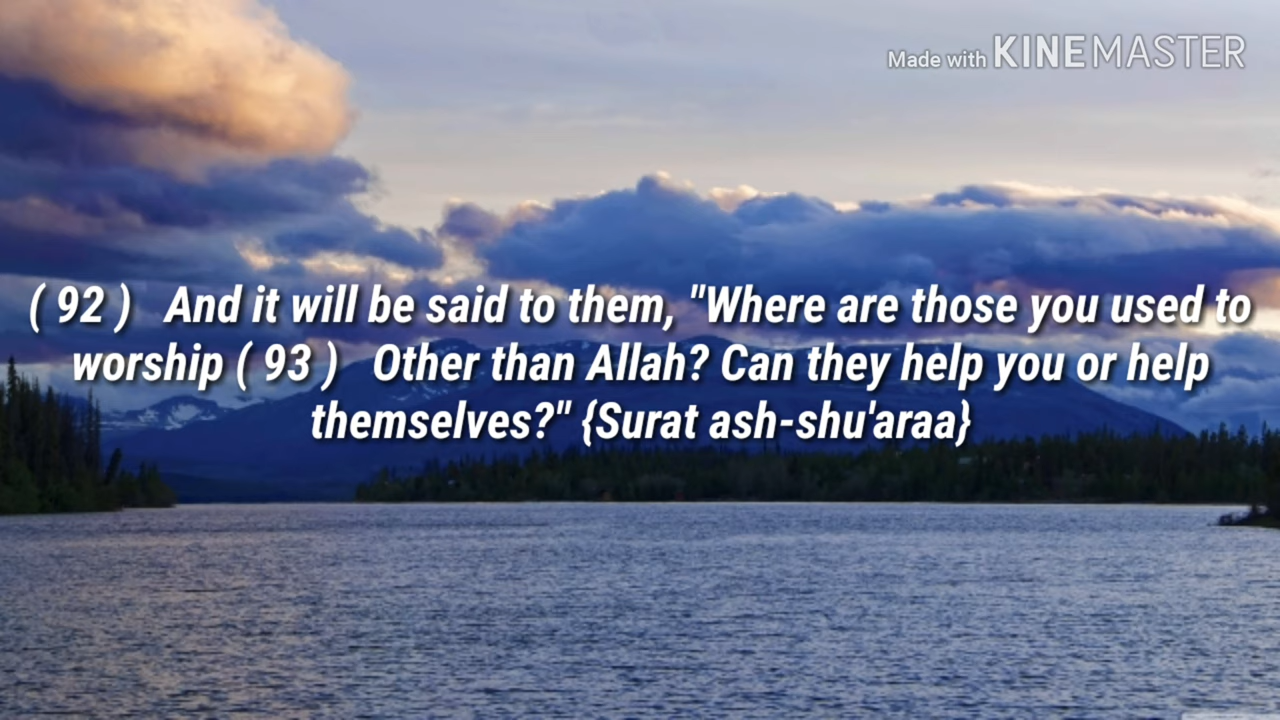 Made with KINEMASTER
( 92 )   And it will be said to them, "Where are those you used to
worship ( 93 )   Other than Allah? Can they help you or help
themselves?" {Surat ash-shu'araa}